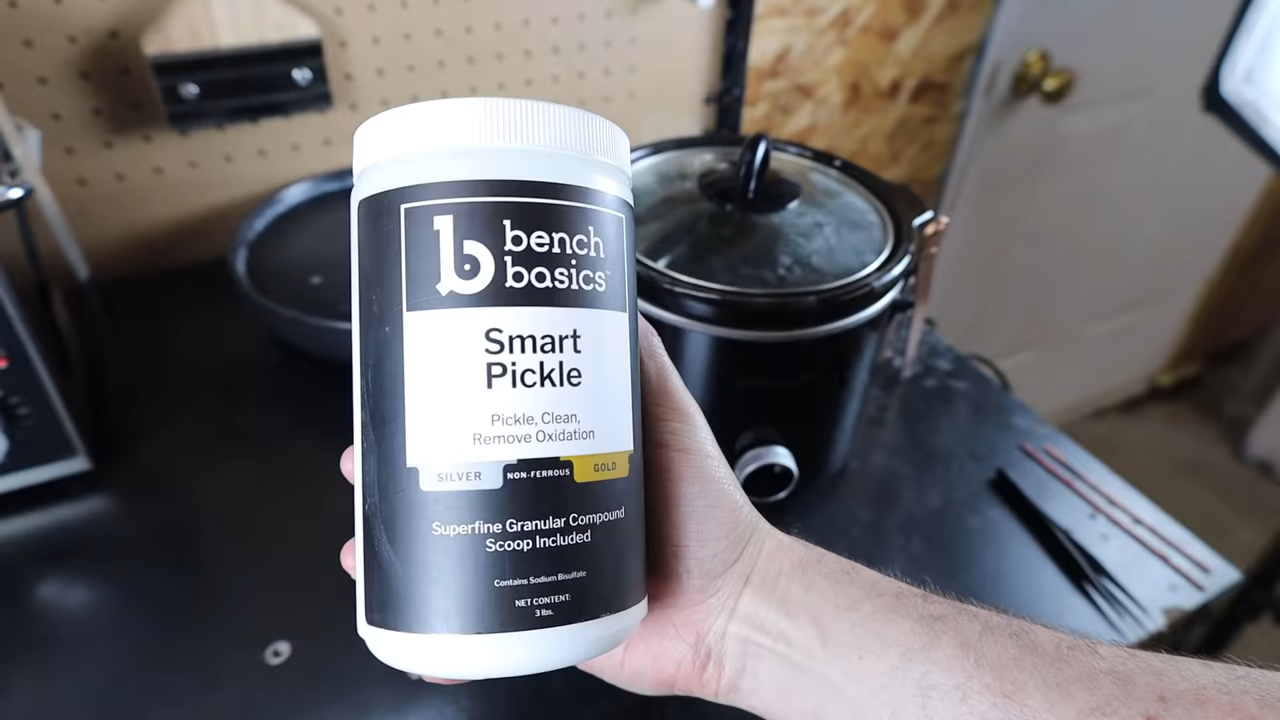 b
bench
basics™
Smart
Pickle
Pickle, Clean,
Remove Oxidation
SILVER NON-FERROUS GOLD
Superfine Granular Compound
Scoop Included
Contains Sodium Bisulfate
NET CONTENT:
3 lbs.